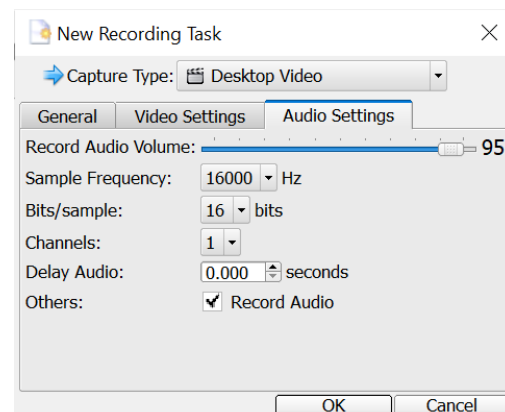 New Recording Task
Capture Type: Desktop Video
General Video Settings Audio Settings
Record Audio Volume: 95
Sample Frequency: 16000 Hz
Bits/sample: 16 bits
Channels: 1
Delay Audio: 0.000 seconds
Others: Record Audio
OK Cancel